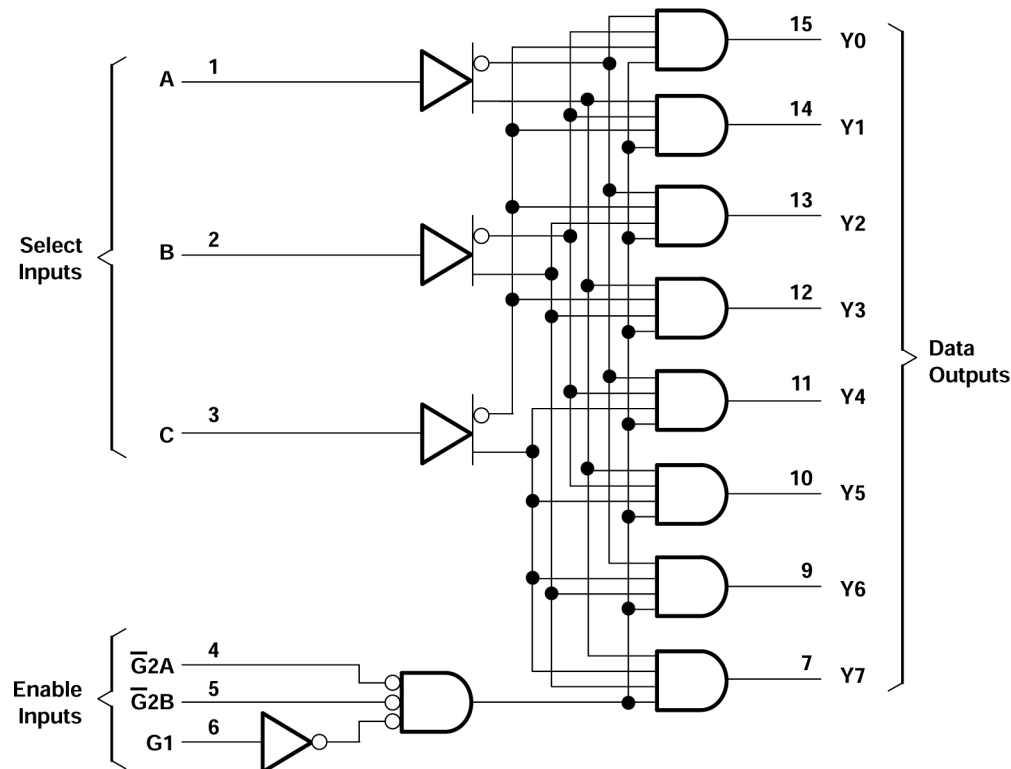 Select
Inputs
A 1
B 2
C 3
Enable
Inputs
G̅2A 4
G̅2B 5
G1 6
15 Y0
14 Y1
13 Y2
12 Y3
11 Y4
10 Y5
9 Y6
7 Y7
Data
Outputs